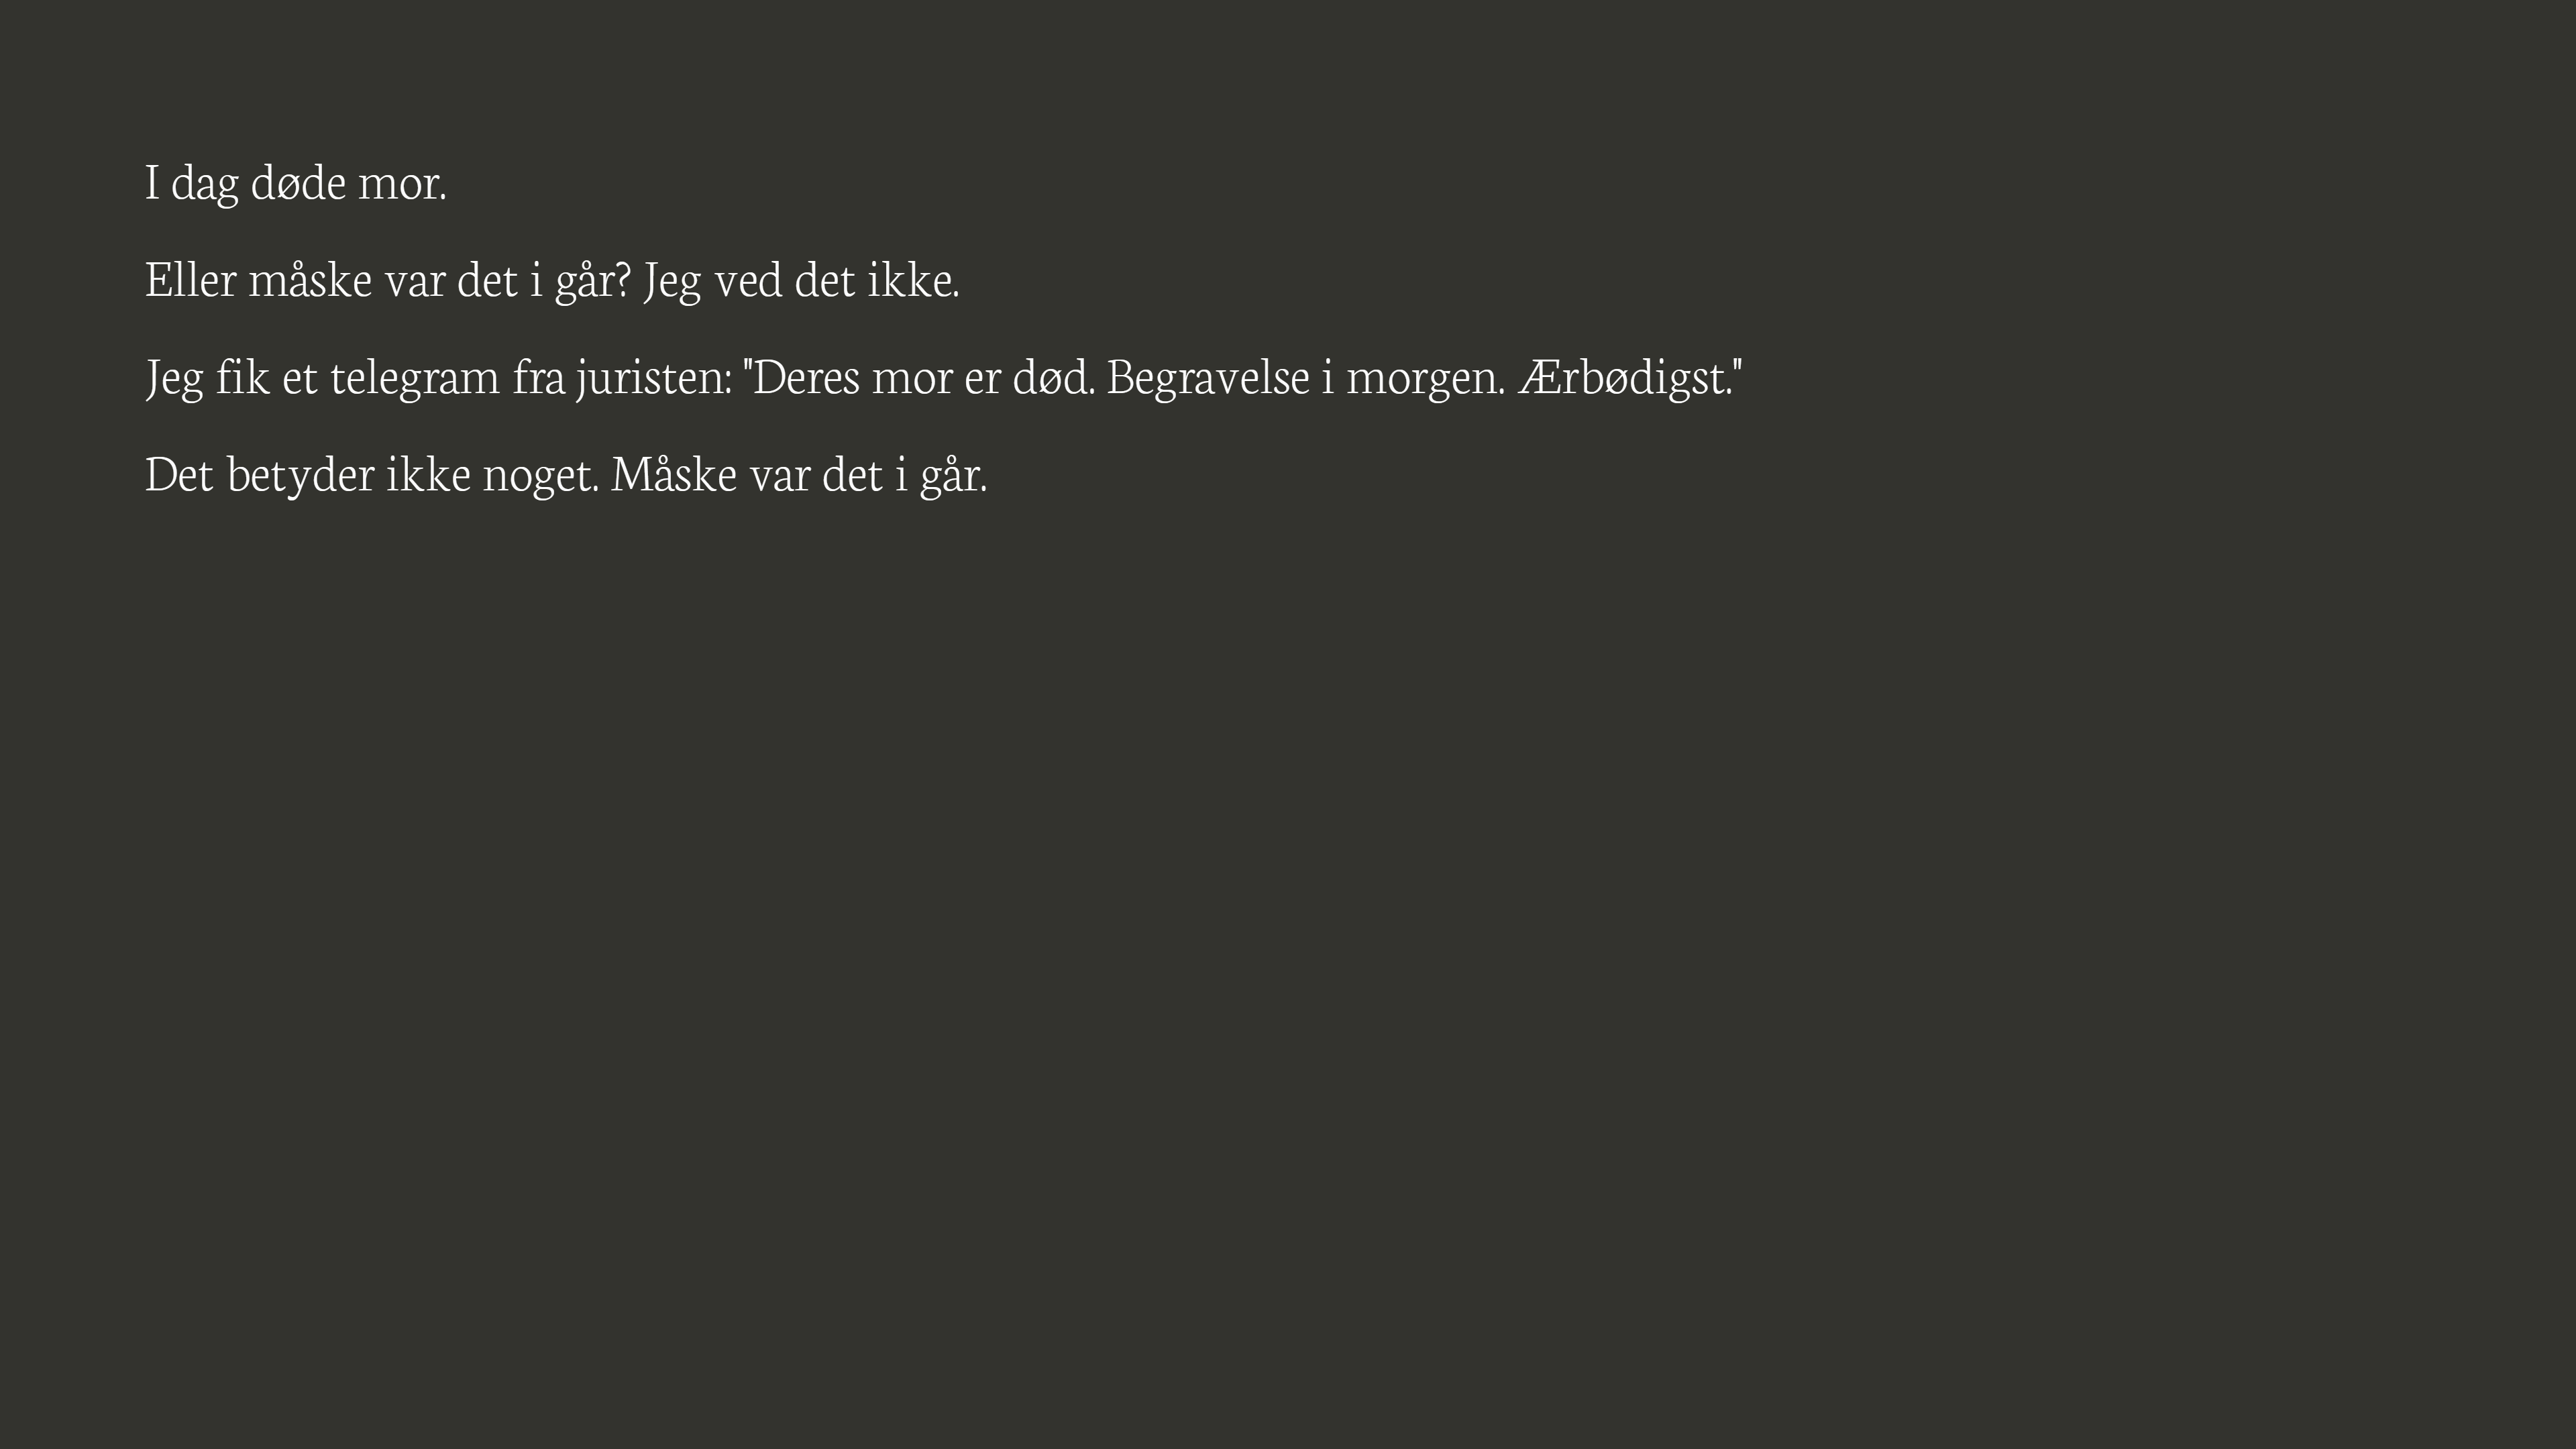 I dag døde mor.
Eller måske var det i går? Jeg ved det ikke.
Jeg fik et telegram fra juristen: "Deres mor er død. Begravelse i morgen. Ærbødigst."
Det betyder ikke noget. Måske var det i går.